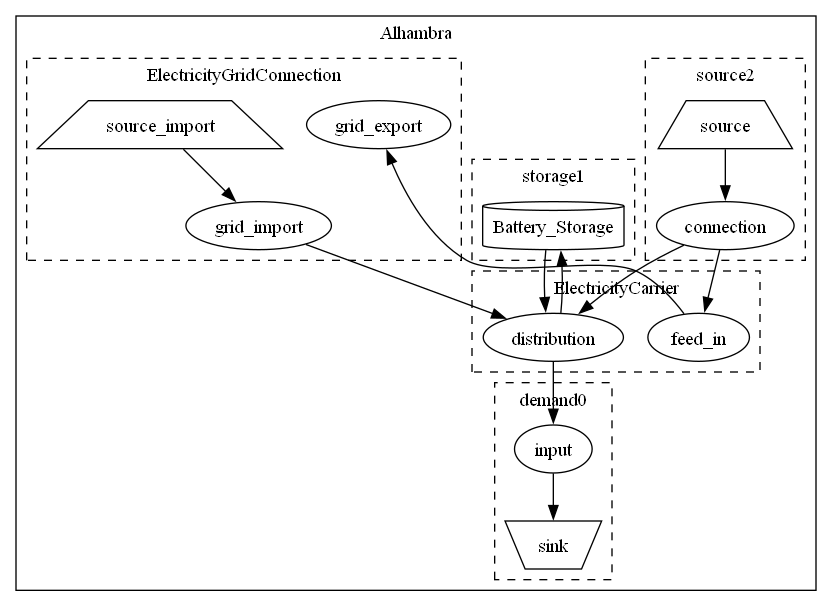 Alhambra
ElectricityGridConnection
source2
source_import
grid_export
source
storage1
grid_import
Battery_Storage
connection
ElectricityCarrier
distribution
feed_in
demand0
input
sink